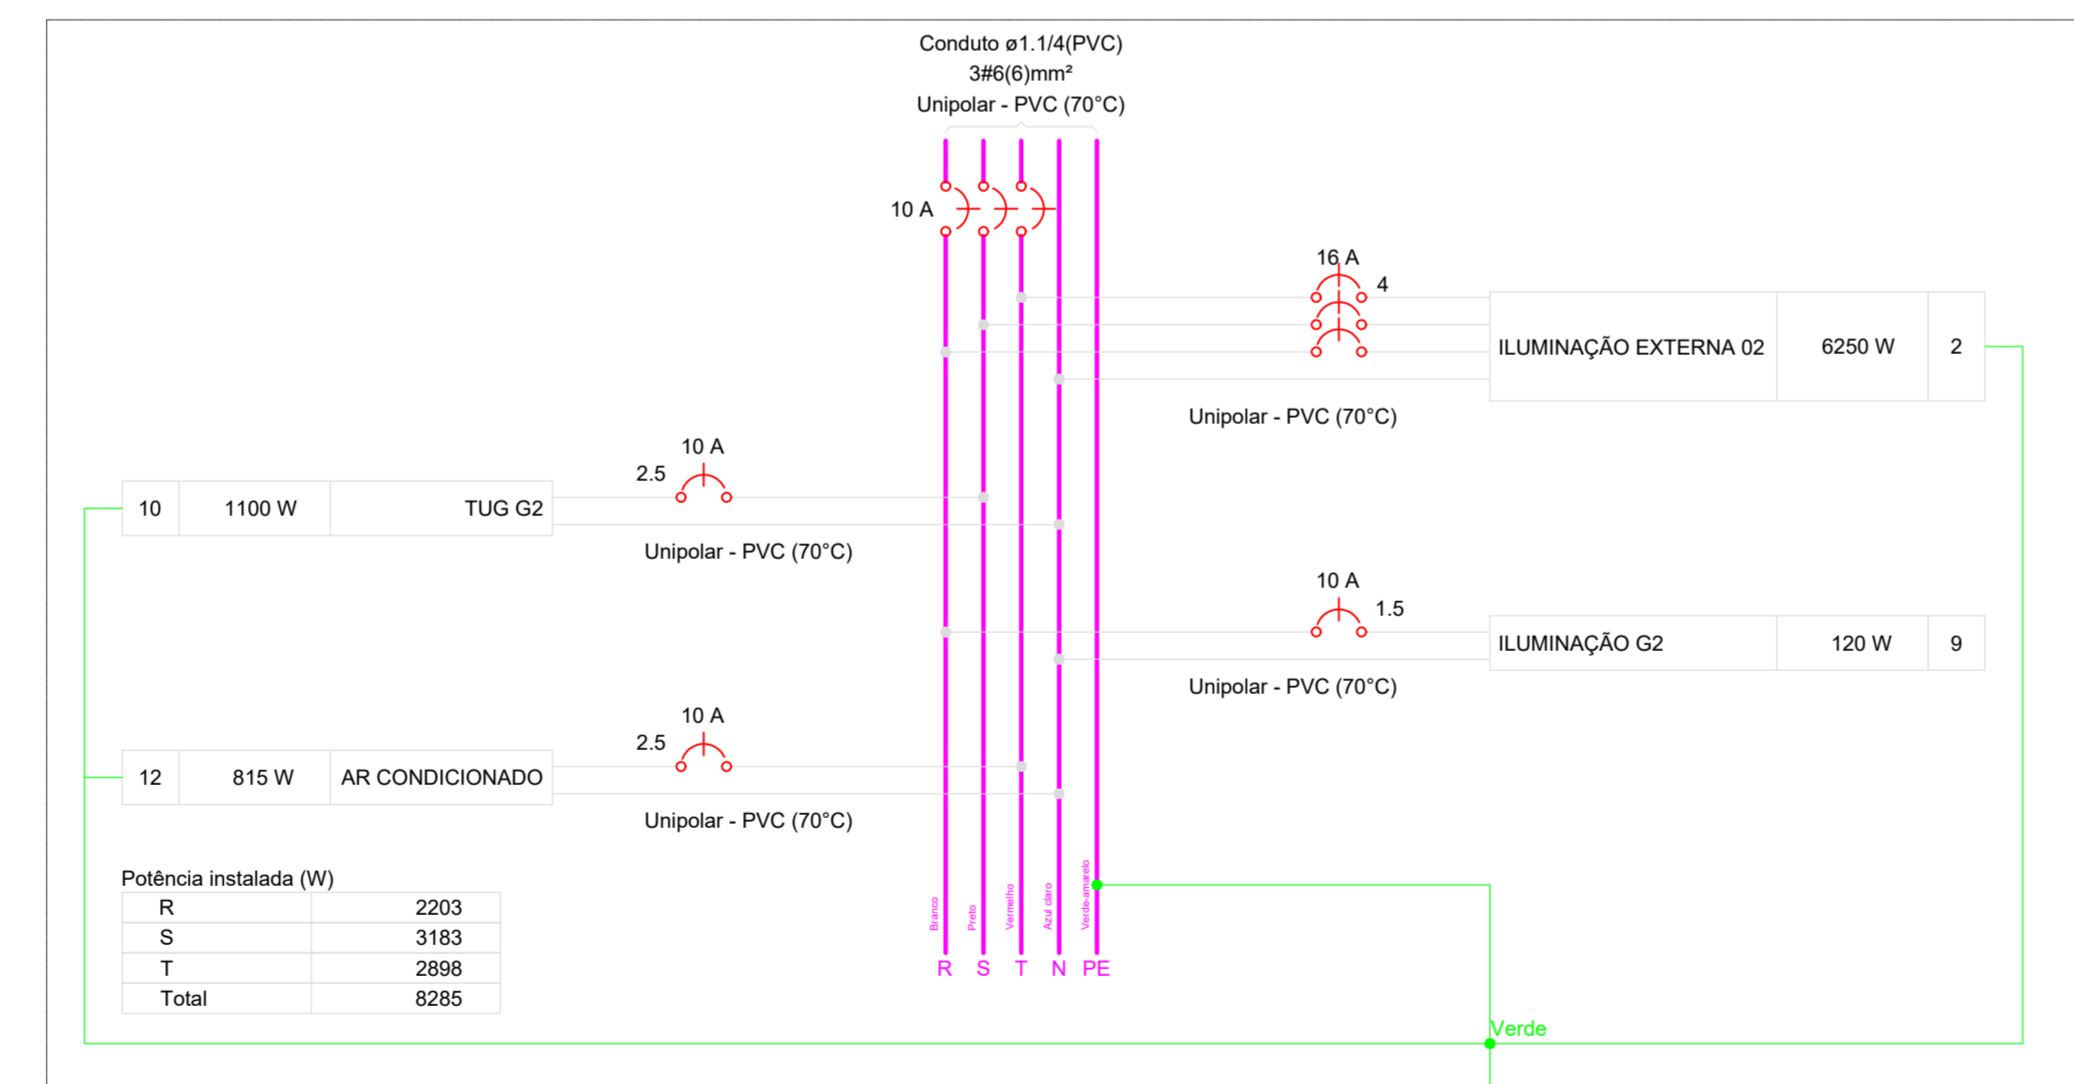 Conduto ø1.1/4(PVC)
3#6(6)mm²
Unipolar - PVC (70°C)
10 A
16 A
4
ILUMINAÇÃO EXTERNA 02 6250 W 2
Unipolar - PVC (70°C)
10 A
2.5
10 1100 W TUG G2
Unipolar - PVC (70°C)
10 A
1.5
ILUMINAÇÃO G2 120 W 9
Unipolar - PVC (70°C)
10 A
2.5
12 815 W AR CONDICIONADO
Unipolar - PVC (70°C)
Potência instalada (W)
R 2203
S 3183
T 2898
Total 8285
Branco
Preto
Vermelho
Azul claro
Verde-amarelo
R S T N PE
Verde